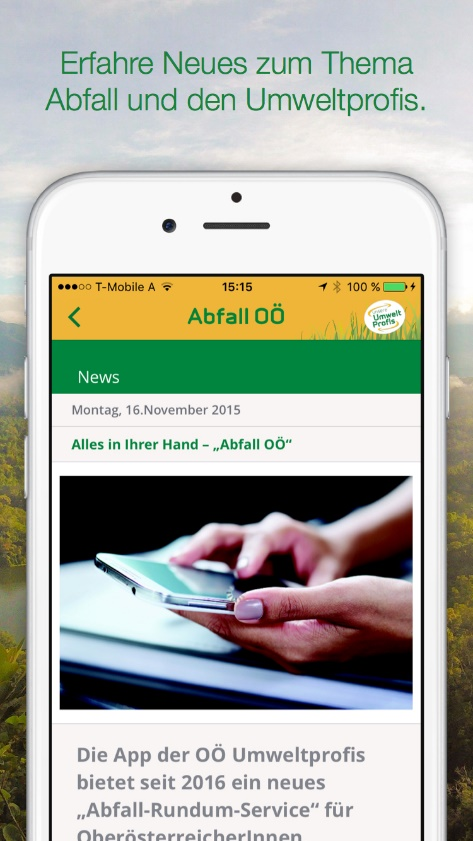 Erfahre Neues zum Thema
Abfall und den Umweltprofis.
T-Mobile A 15:15 100 %
Abfall OÖ
Umwelt
Profis
News
Montag, 16.November 2015
Alles in Ihrer Hand – „Abfall OÖ“
Die App der OÖ Umweltprofis
bietet seit 2016 ein neues
„Abfall-Rundum-Service“ für
OberösterreicherInnen